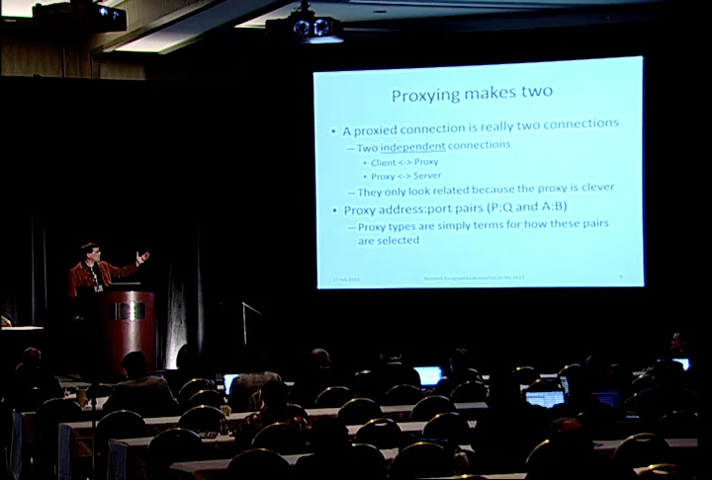 Proxying makes two
• A proxied connection is really two connections
–Two independent connections
• Client <-> Proxy
• Proxy <-> Server
–They only look related because the proxy is clever
• Proxy address:port pairs (P:Q and A:B)
–Proxy types are simply terms for how these pairs
are selected